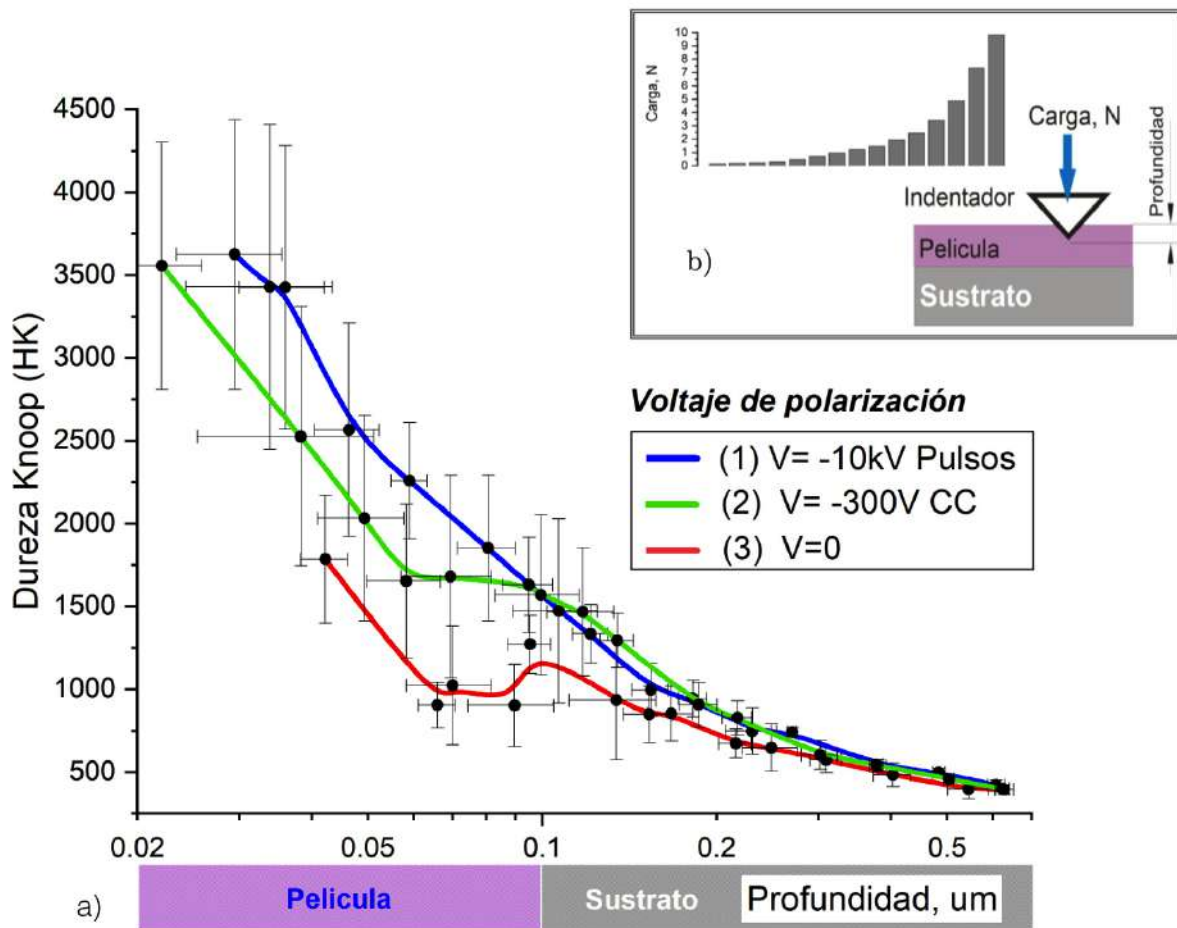 10
9
8
7
6
5
4
3
2
1
0
Carga, N
Carga, N
Profundidad
Indentador
Pelicula
b)
Sustrato
4500
4000
3500
3000
2500
2000
1500
1000
500
Dureza Knoop (HK)
Voltaje de polarización
(1) V= -10kV Pulsos
(2) V= -300V CC
(3) V=0
0.02 0.05 0.1 0.2 0.5
a)
Pelicula
Sustrato
Profundidad, um